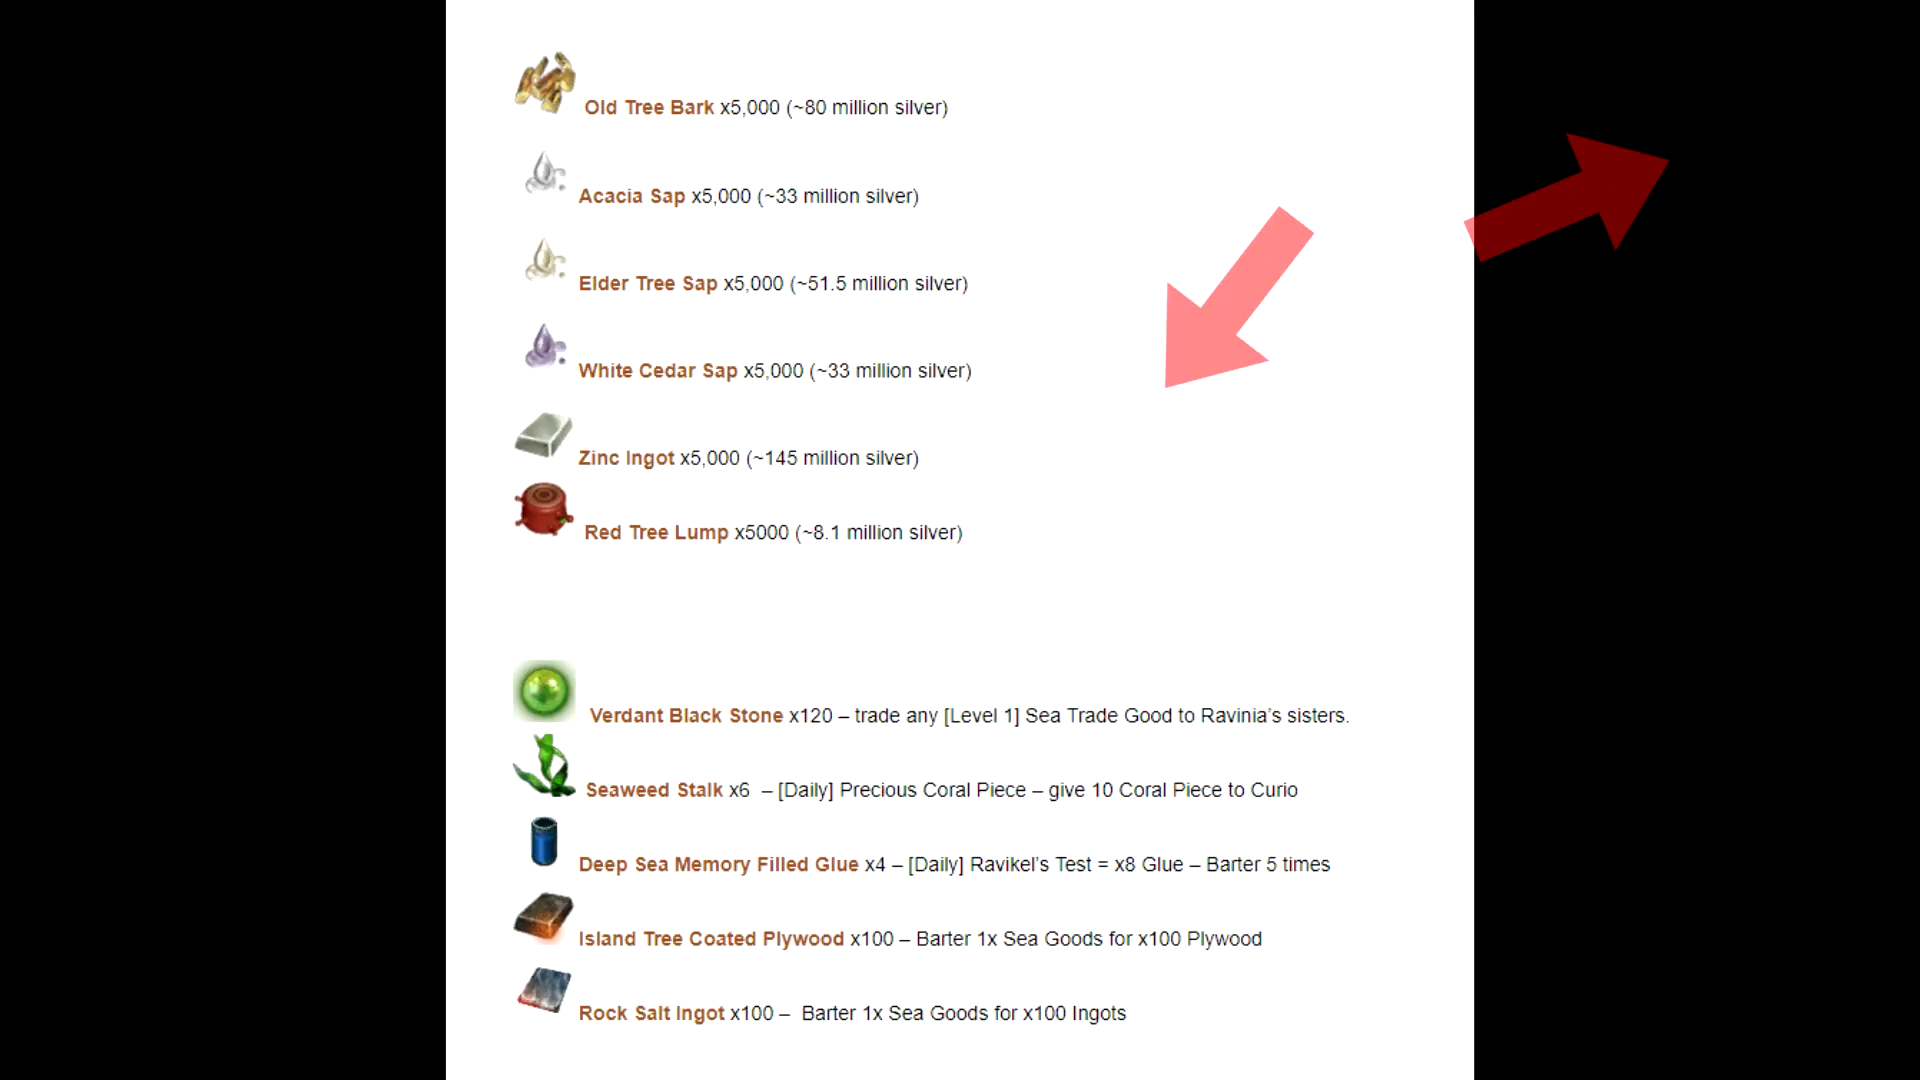 Old Tree Bark x5,000 (~80 million silver)
Acacia Sap x5,000 (~33 million silver)
Elder Tree Sap x5,000 (~51.5 million silver)
White Cedar Sap x5,000 (~33 million silver)
Zinc Ingot x5,000 (~145 million silver)
Red Tree Lump x5000 (~8.1 million silver)
Verdant Black Stone x120 – trade any [Level 1] Sea Trade Good to Ravinia’s sisters.
Seaweed Stalk x6 – [Daily] Precious Coral Piece – give 10 Coral Piece to Curio
Deep Sea Memory Filled Glue x4 – [Daily] Ravikel’s Test = x8 Glue – Barter 5 times
Island Tree Coated Plywood x100 – Barter 1x Sea Goods for x100 Plywood
Rock Salt Ingot x100 – Barter 1x Sea Goods for x100 Ingots